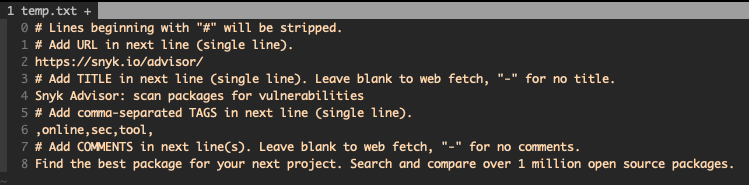 1 temp.txt +
0 # Lines beginning with "#" will be stripped.
1 # Add URL in next line (single line).
2 https://snyk.io/advisor/
3 # Add TITLE in next line (single line). Leave blank to web fetch, "-" for no title.
4 Snyk Advisor: scan packages for vulnerabilities
5 # Add comma-separated TAGS in next line (single line).
6 ,online,sec,tool,
7 # Add COMMENTS in next line(s). Leave blank to web fetch, "-" for no comments.
8 Find the best package for your next project. Search and compare over 1 million open source packages.
~